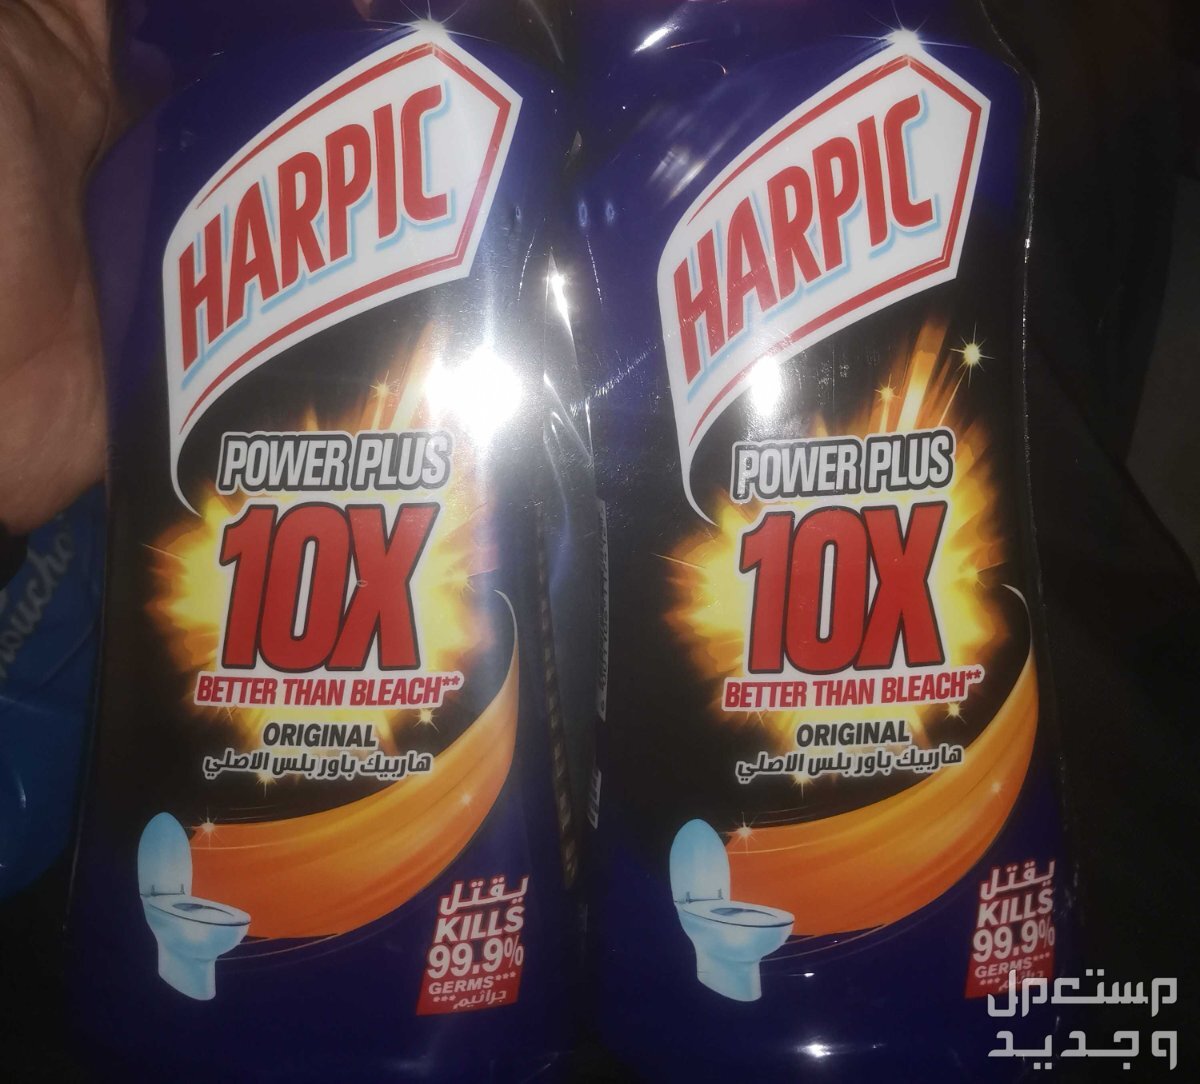 HARPIC
POWER PLUS
10X
BETTER THAN BLEACH**
ORIGINAL
هاربيك باور بلس الاصلي
يقتل
KILLS
99.9%
GERMS***
جراثيم***
HARPIC
POWER PLUS
10X
BETTER THAN BLEACH**
ORIGINAL
هاربيك باور بلس الاصلي
يقتل
KILLS
99.9%
GERMS***
جراثيم***
مستعمل
وجديد